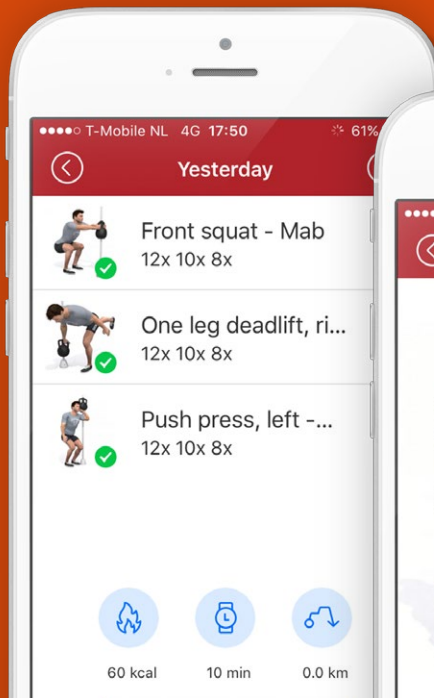 T-Mobile NL 4G 17:50 61%
Yesterday
Front squat - Mab
12x 10x 8x
One leg deadlift, ri...
12x 10x 8x
Push press, left -...
12x 10x 8x
60 kcal 10 min 0.0 km